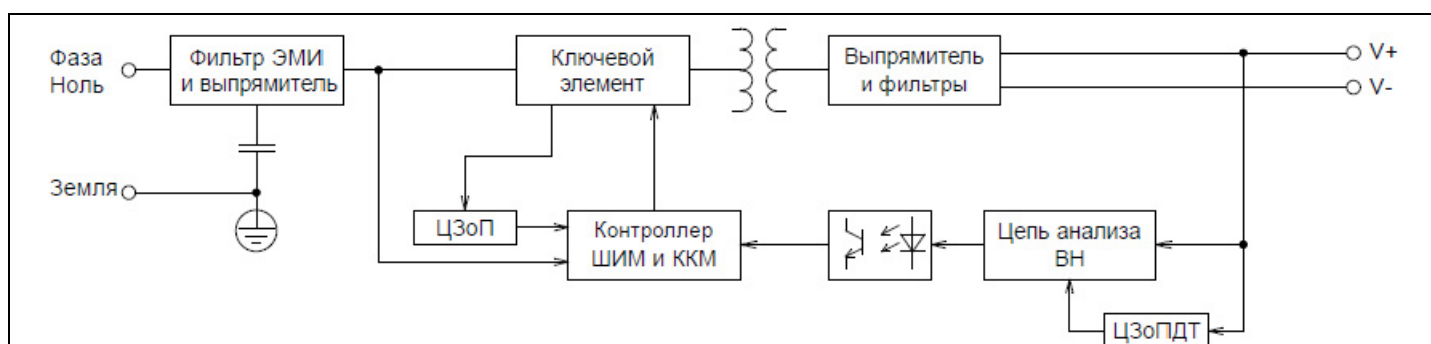 Фаза
Ноль
Фильтр ЭМИ
и выпрямитель
Ключевой
элемент
Выпрямитель
и фильтры
V+
V-
Земля
ЦЗоП
Контроллер
ШИМ и ККМ
Цепь анализа
ВН
ЦЗоПДТ